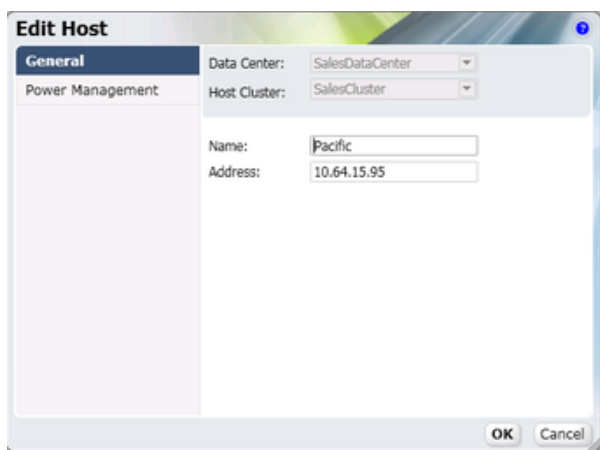 Edit Host
?
General
Power Management
Data Center: SalesDataCenter
Host Cluster: SalesCluster
Name: Pacific
Address: 10.64.15.95
OK Cancel